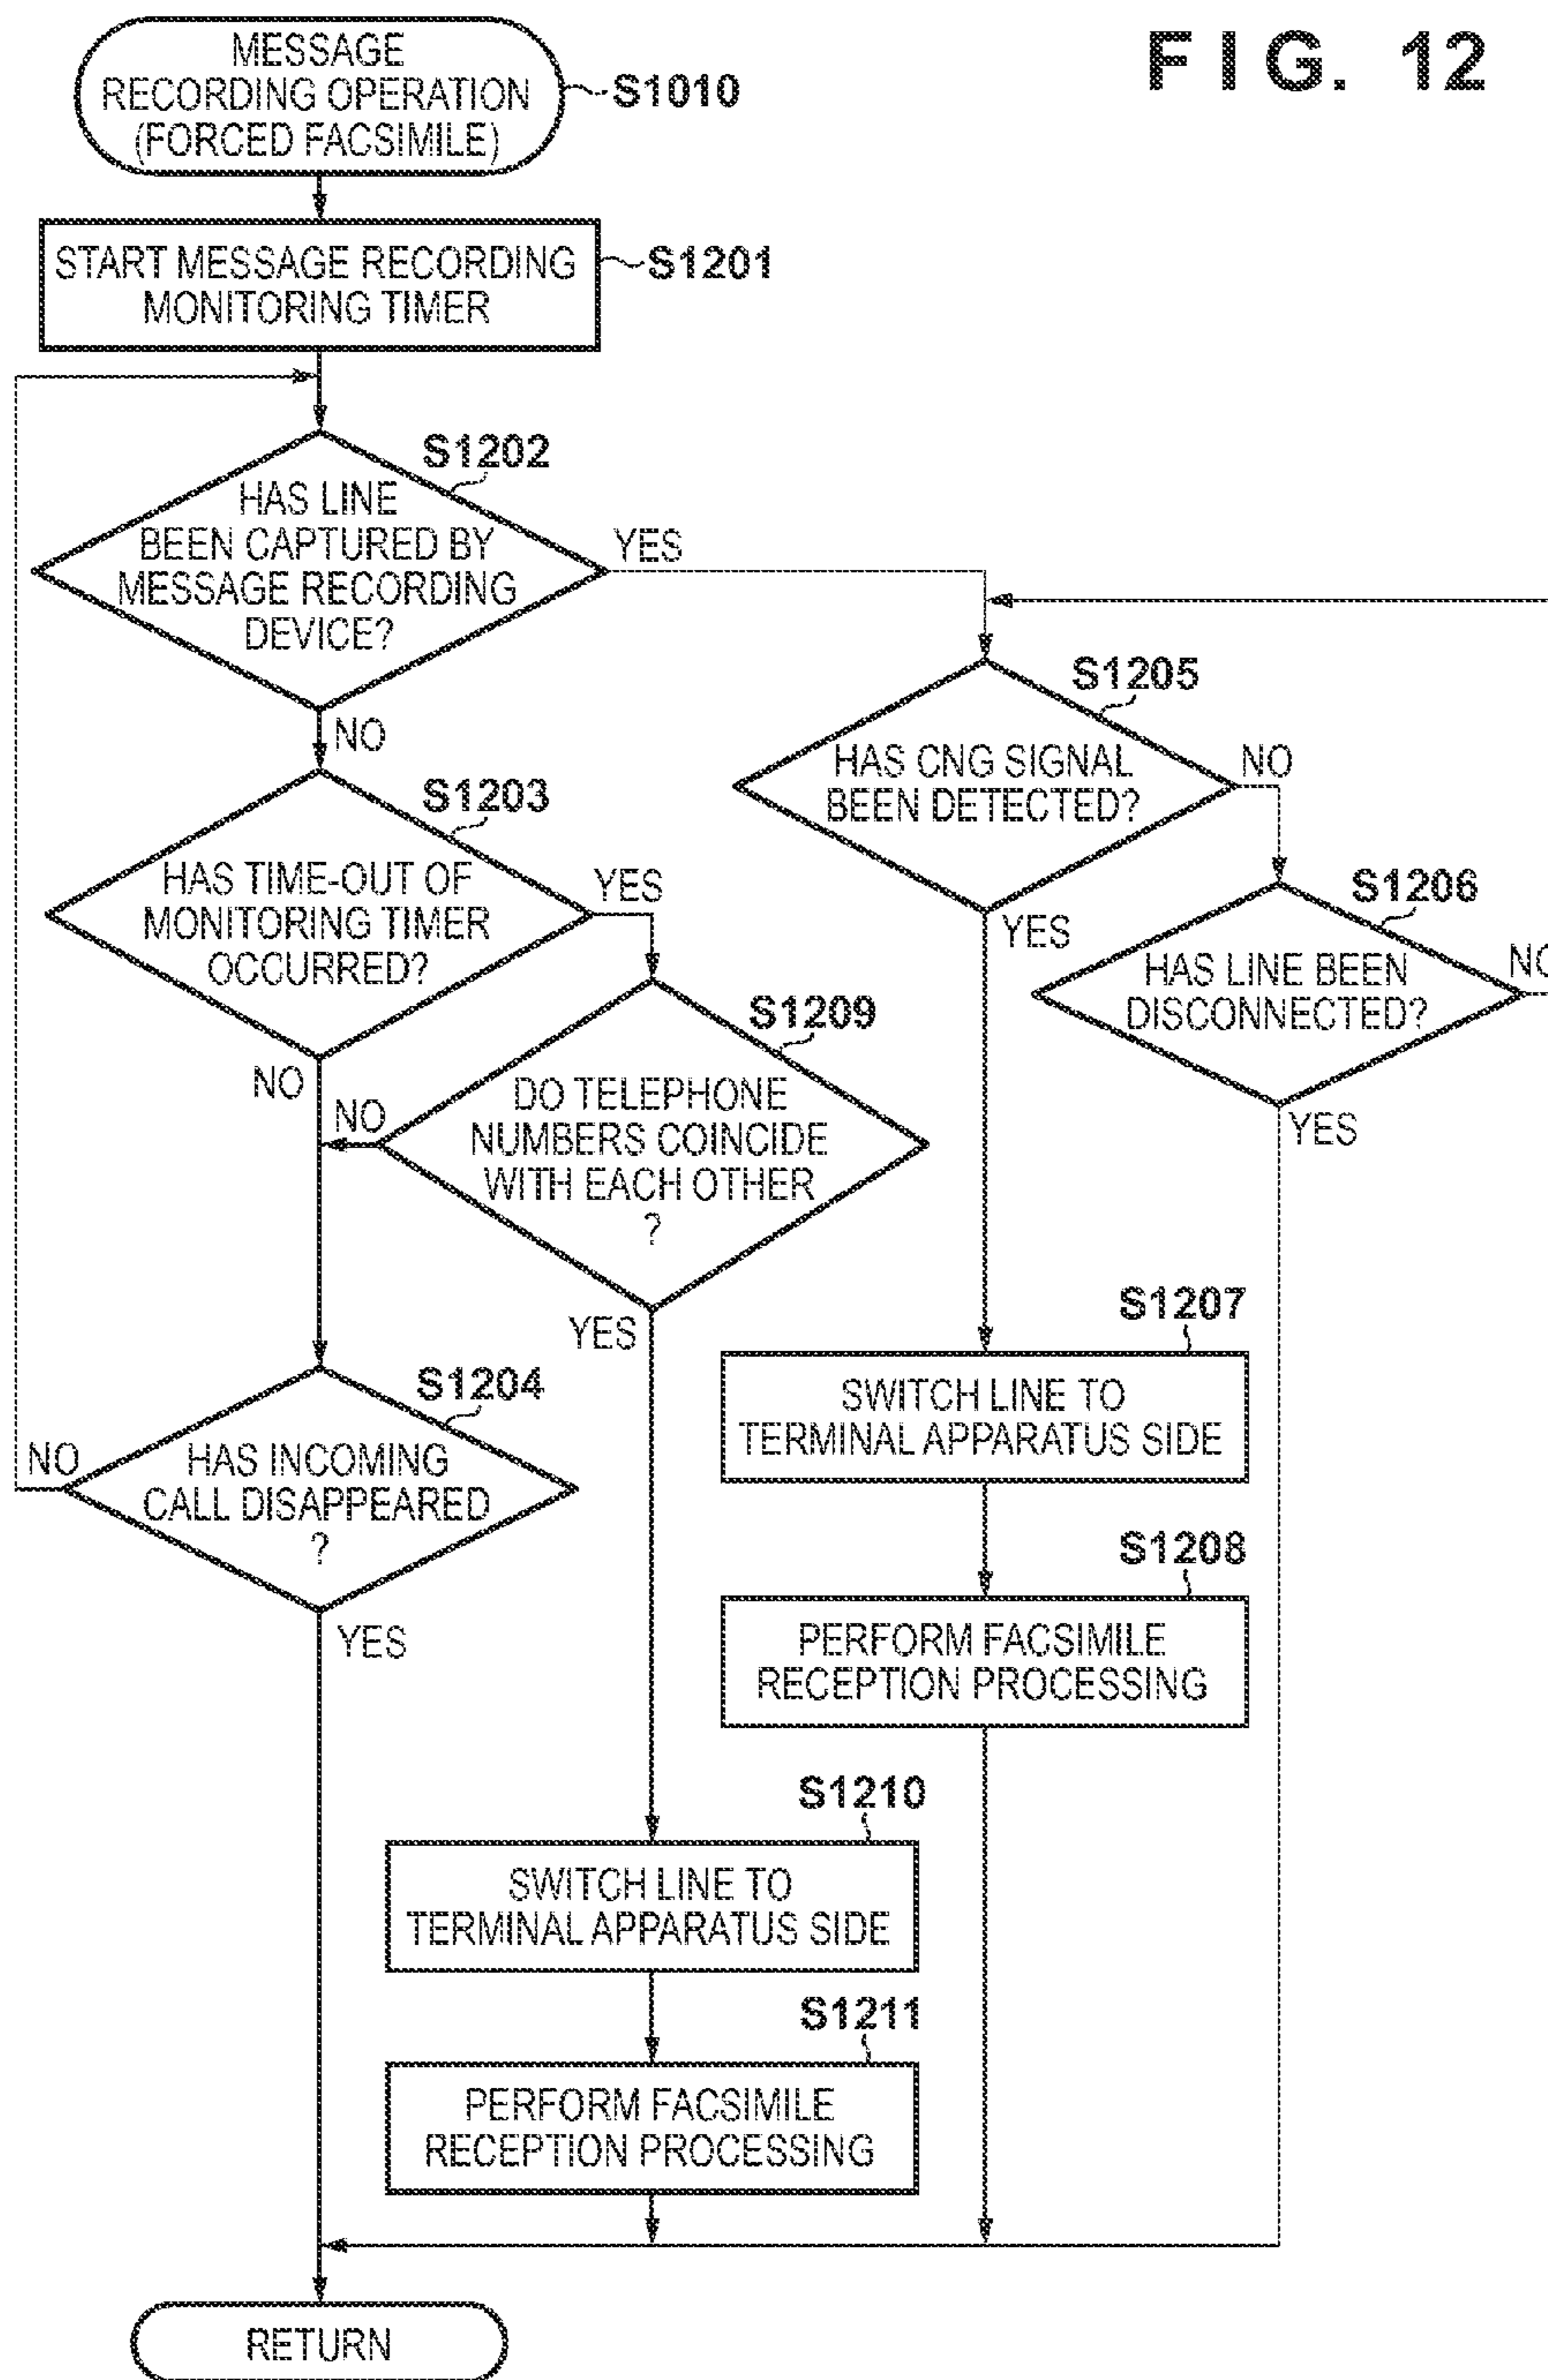 FIG. 12
MESSAGE
RECORDING OPERATION
(FORCED FACSIMILE)
S1010
START MESSAGE RECORDING
MONITORING TIMER
S1201
S1202
HAS LINE
BEEN CAPTURED BY
MESSAGE RECORDING
DEVICE?
YES
NO
S1203
HAS TIME-OUT OF
MONITORING TIMER
OCCURRED?
YES
NO
S1205
HAS CNG SIGNAL
BEEN DETECTED?
NO
YES
S1206
HAS LINE BEEN
DISCONNECTED?
NO
YES
S1209
DO TELEPHONE
NUMBERS COINCIDE
WITH EACH OTHER
?
NO
YES
S1204
HAS INCOMING
CALL DISAPPEARED
?
NO
YES
S1207
SWITCH LINE TO
TERMINAL APPARATUS SIDE
S1208
PERFORM FACSIMILE
RECEPTION PROCESSING
S1210
SWITCH LINE TO
TERMINAL APPARATUS SIDE
S1211
PERFORM FACSIMILE
RECEPTION PROCESSING
RETURN